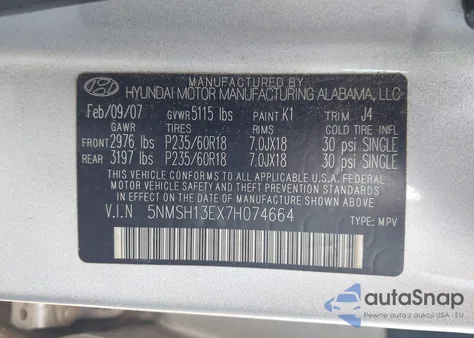 MANUFACTURED BY
HYUNDAI MOTOR MANUFACTURING ALABAMA, LLC
Feb/09/07 GVWR 5115 lbs PAINT K1 TRIM J4
GAWR TIRES RIMS COLD TIRE INFL
FRONT 2976 lbs P235/60R18 7.0JX18 30 psi SINGLE
REAR 3197 lbs P235/60R18 7.0JX18 30 psi SINGLE
THIS VEHICLE CONFORMS TO ALL APPLICABLE U.S.A.
FEDERAL MOTOR VEHICLE SAFETY STANDARDS
IN EFFECT ON THE DATE OF MANUFACTURE SHOWN ABOVE.
V.I.N 5NMSH13EX7H074664 TYPE: MPV
autoSnap
Pewne auta z aukcji USA - EU